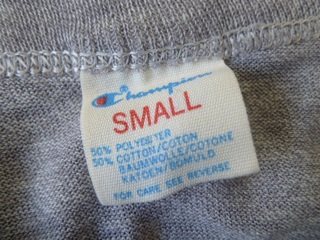 Champion
SMALL
50% POLYESTER
50% COTTON/COTON
BAUMWOLLE/COTONE
KATOEN/BOMULD
FOR CARE SEE REVERSE